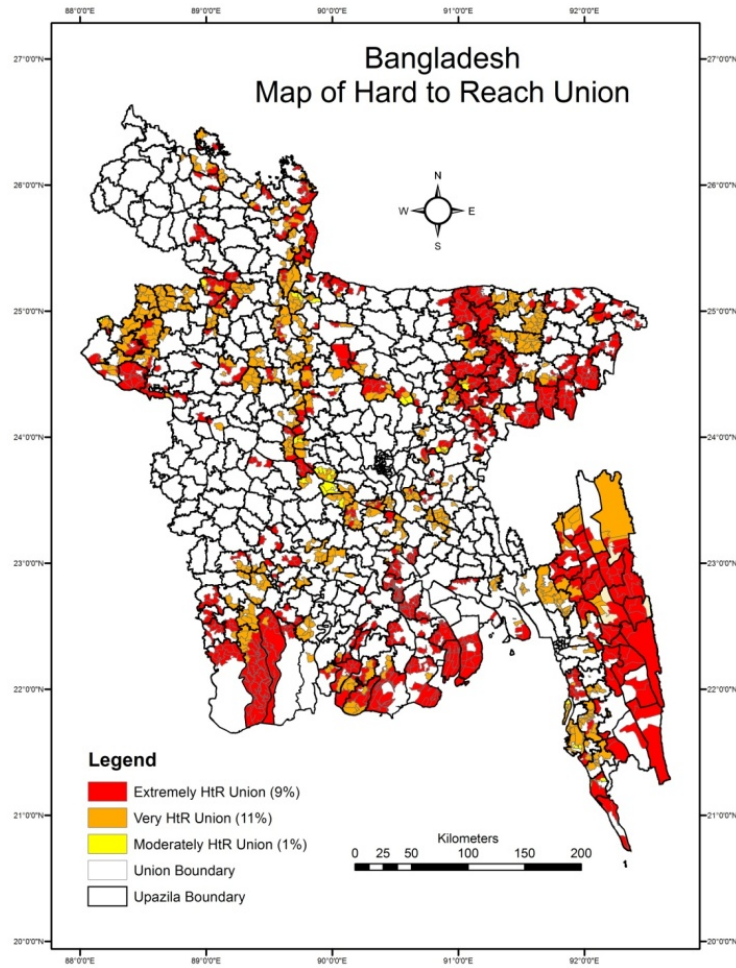 88°0'0"E 89°0'0"E 90°0'0"E 91°0'0"E 92°0'0"E
Bangladesh
Map of Hard to Reach Union
27°0'0"N 27°0'0"N
N
W E
S
26°0'0"N 26°0'0"N
25°0'0"N 25°0'0"N
24°0'0"N 24°0'0"N
23°0'0"N 23°0'0"N
22°0'0"N 22°0'0"N
Legend
Extremely HtR Union (9%)
Very HtR Union (11%)
21°0'0"N 21°0'0"N
Moderately HtR Union (1%)
Kilometers
Union Boundary
0 25 50 100 150 200
Upazila Boundary
20°0'0"N 20°0'0"N
88°0'0"E 89°0'0"E 90°0'0"E 91°0'0"E 92°0'0"E